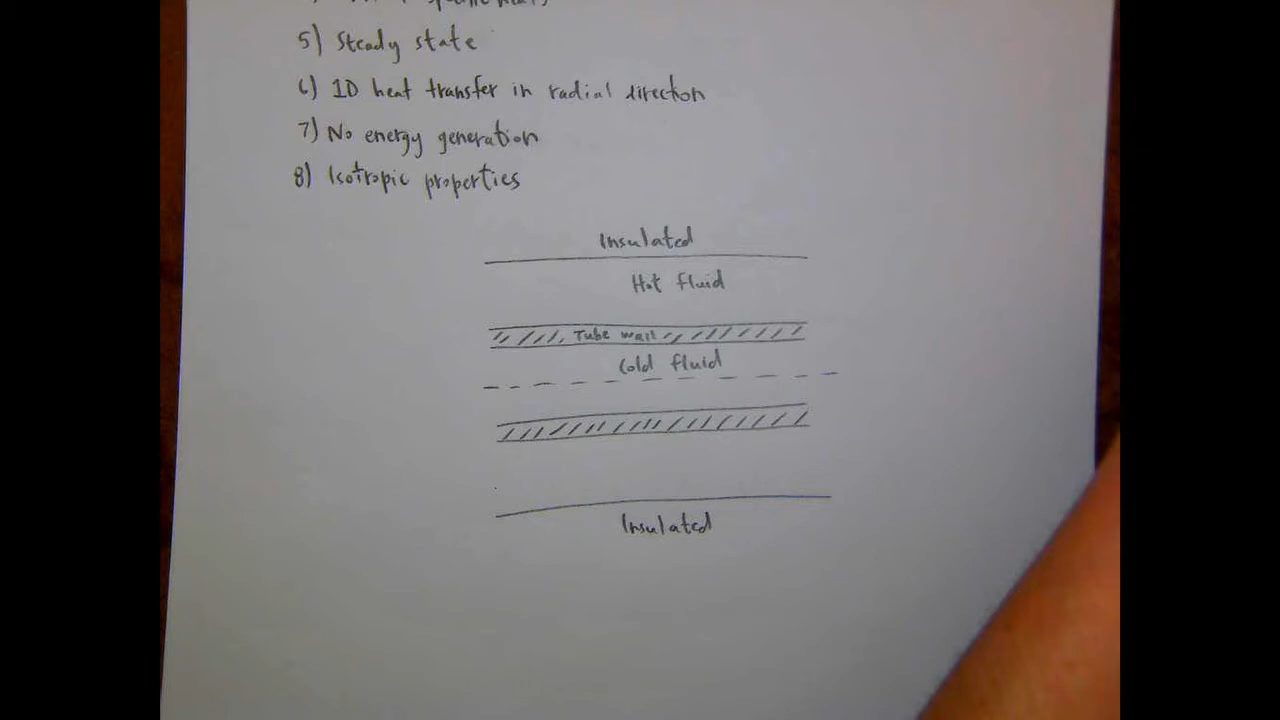 5) Steady state
6) 1D heat transfer in radial direction
7) No energy generation
8) Isotropic properties
Insulated
Hot fluid
Tube wall
Cold fluid
Insulated